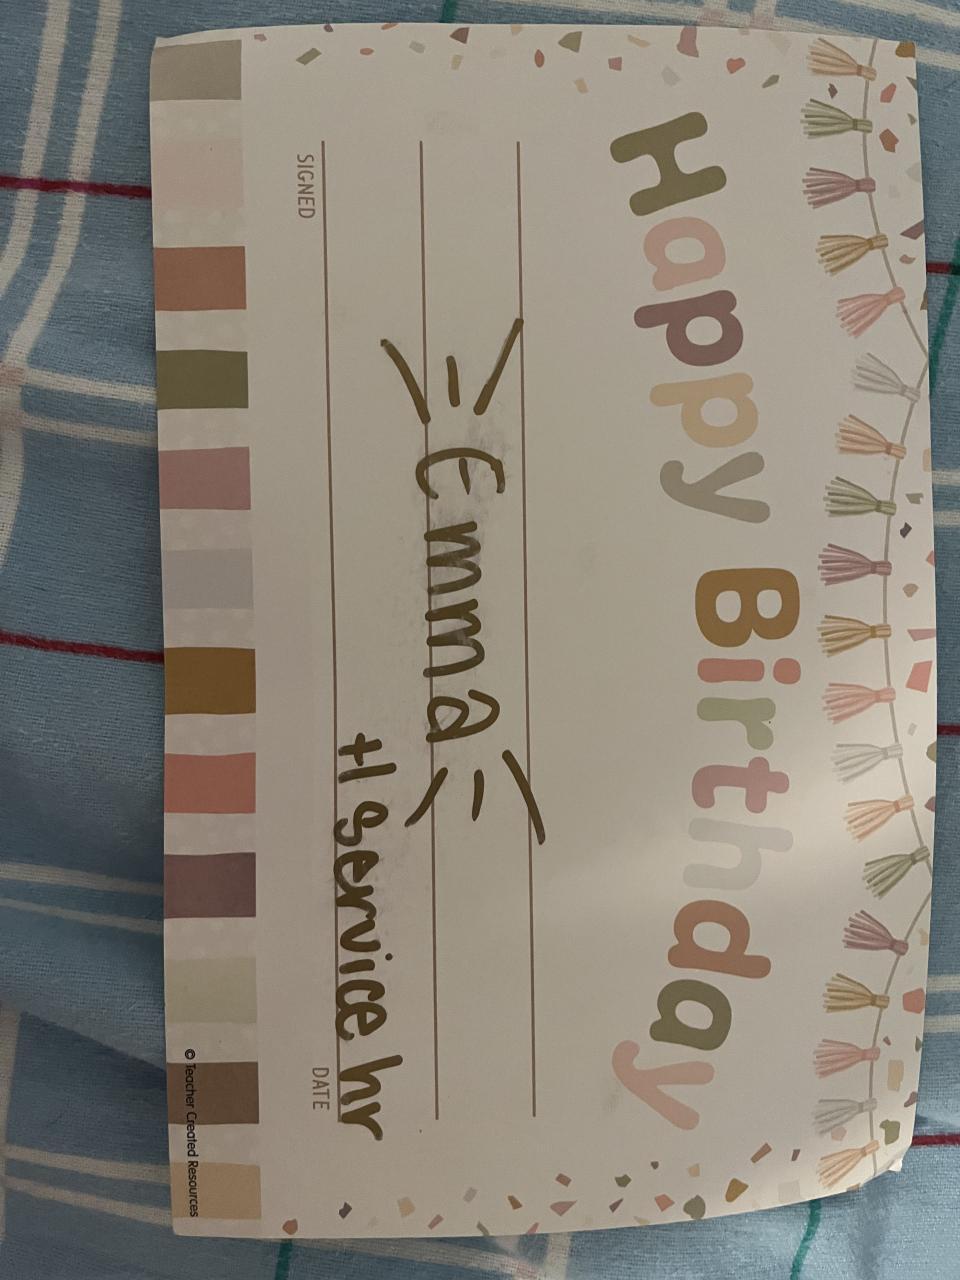 Happy Birthday
Emma
+1 service hr
SIGNED
DATE
© Teacher Created Resources